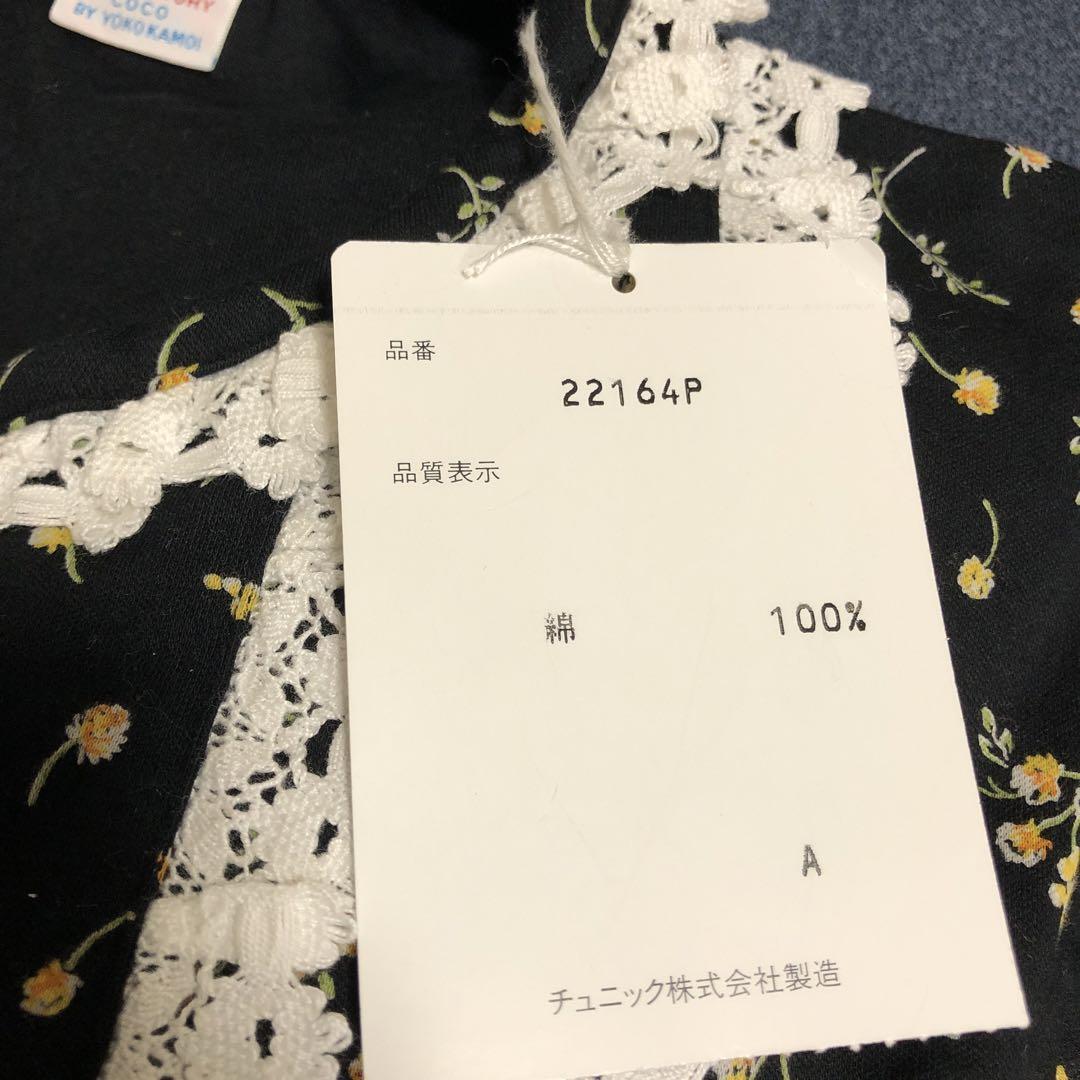 COCO
BY YOKO KAMOI
品番
22164P
品質表示
綿 100%
A
チュニック株式会社製造